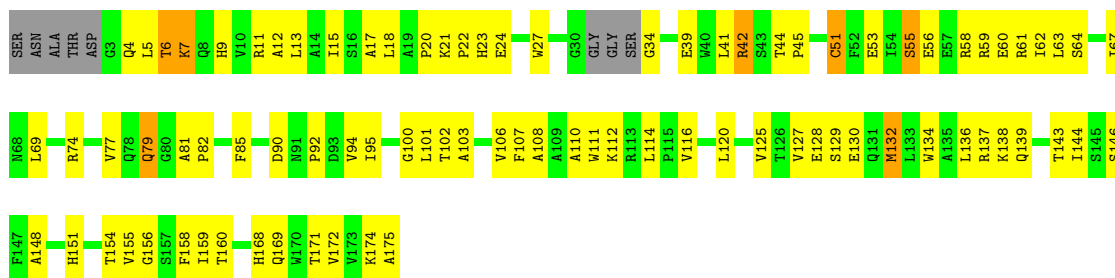 SER ASN ALA THR ASP G3 Q4 L5 T6 K7 Q8 H9 V10 R11 A12 L13 A14 I15 S16 A17 L18 A19 P20 K21 P22 H23 E24 W27 G30 GLY GLY SER G34 E39 W40 L41 R42 S43 T44 P45 C51 F52 E53 I54 S55 E56 E57 R58 R59 E60 R61 I62 L63 S64 I67
N68 L69 R74 V77 Q78 Q79 G80 A81 P82 F85 D90 N91 P92 D93 V94 I95 G100 L101 T102 A103 V106 F107 A108 A109 A110 W111 K112 R113 L114 P115 V116 L120 V125 T126 V127 E128 S129 E130 Q131 M132 L133 W134 A135 L136 R137 K138 Q139 T143 I144 S145 S146
F147 A148 H151 T154 V155 G156 S157 F158 I159 T160 H168 Q169 W170 T171 V172 V173 K174 A175